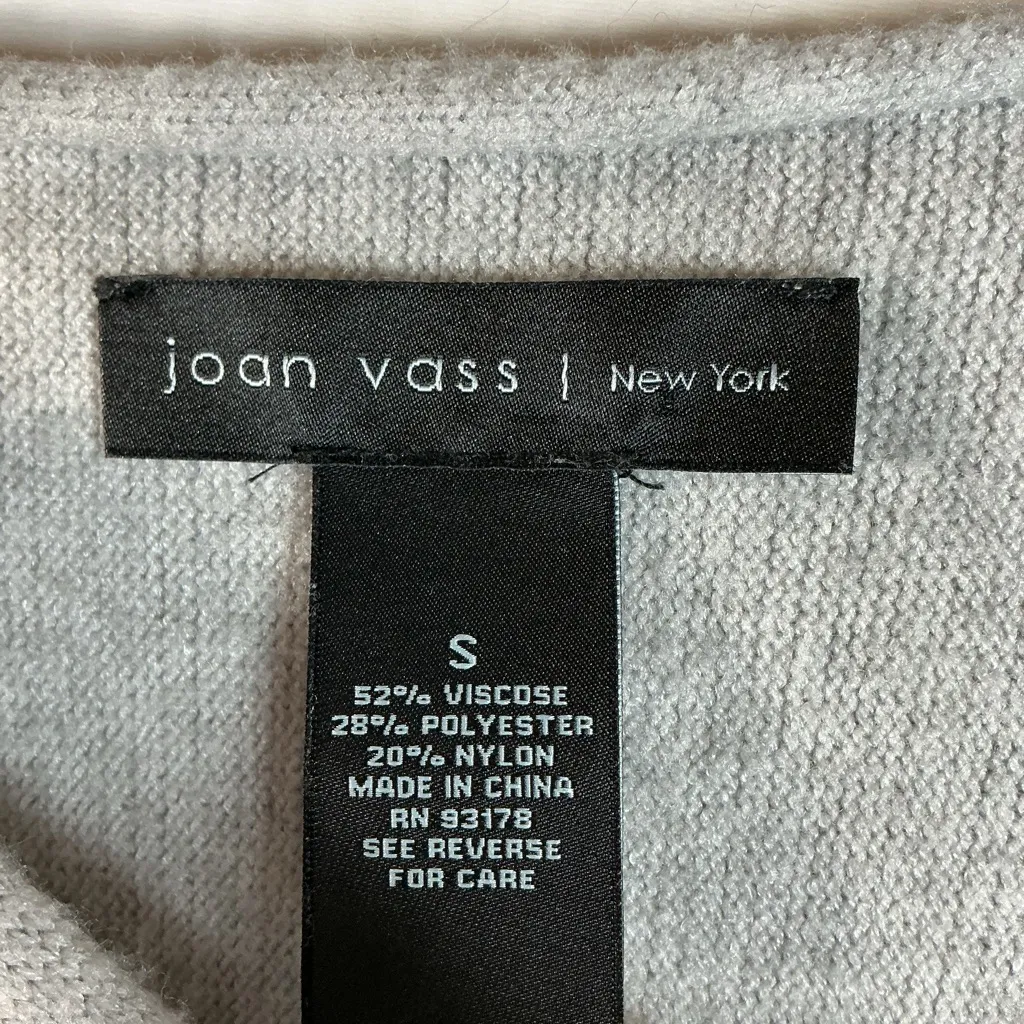 joan vass | New York
S
52% VISCOSE
28% POLYESTER
20% NYLON
MADE IN CHINA
RN 93178
SEE REVERSE
FOR CARE